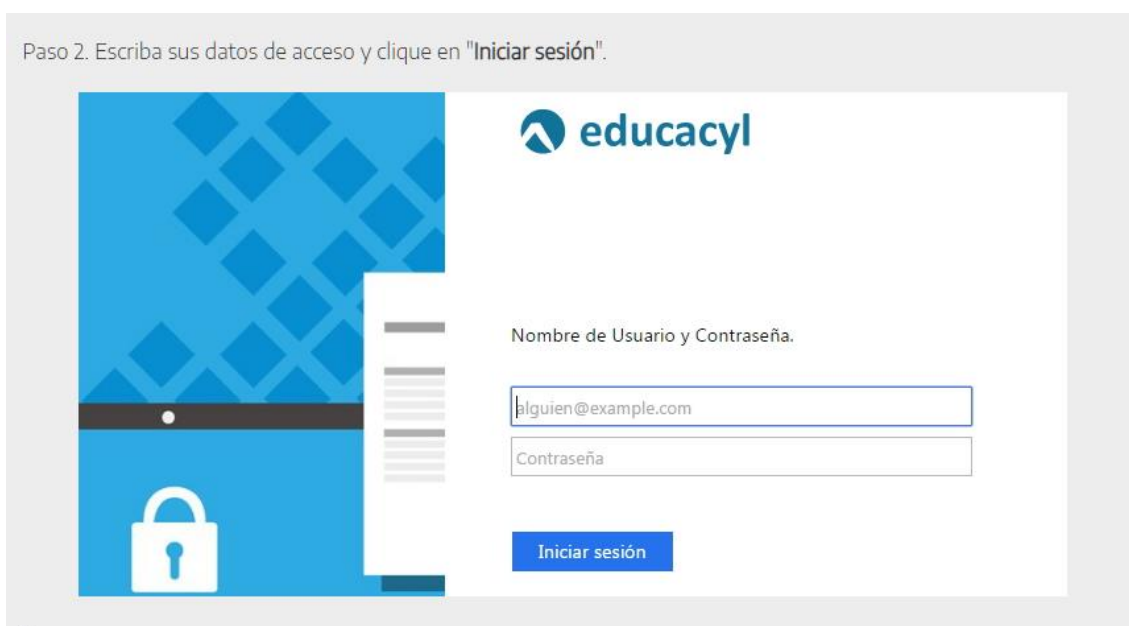 Paso 2. Escriba sus datos de acceso y clique en "Iniciar sesión".
educacyl
Nombre de Usuario y Contraseña.
alguien@example.com
Contraseña
Iniciar sesión